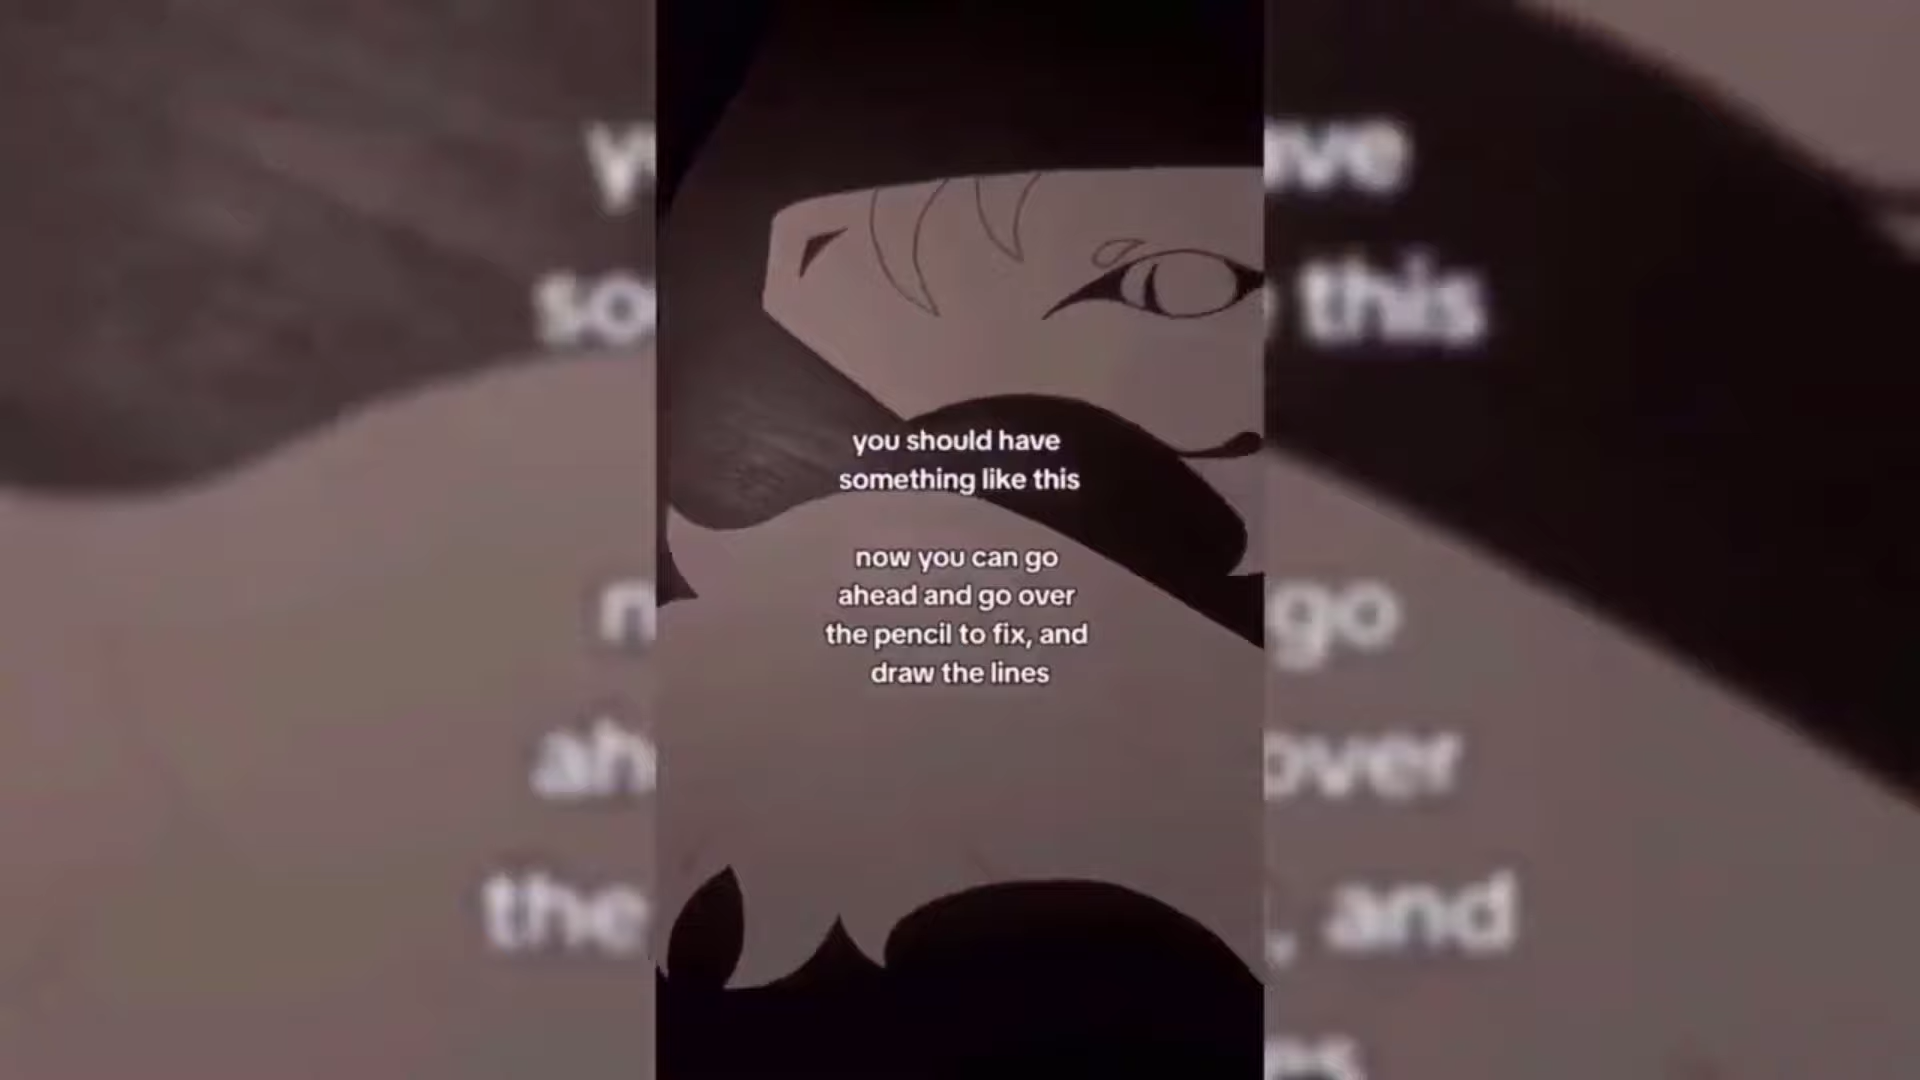 you should have
something like this
now you can go
ahead and go over
the pencil to fix, and
draw the lines